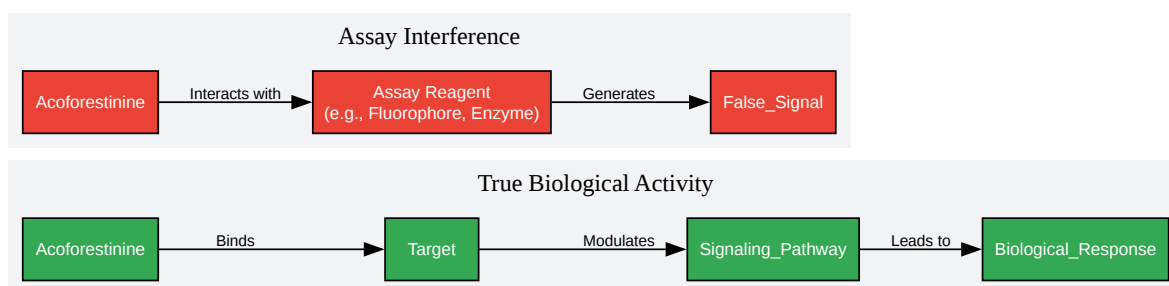 Assay Interference
Acoforestinine
Interacts with
Assay Reagent
(e.g., Fluorophore, Enzyme)
Generates
False_Signal
True Biological Activity
Acoforestinine
Binds
Target
Modulates
Signaling_Pathway
Leads to
Biological_Response